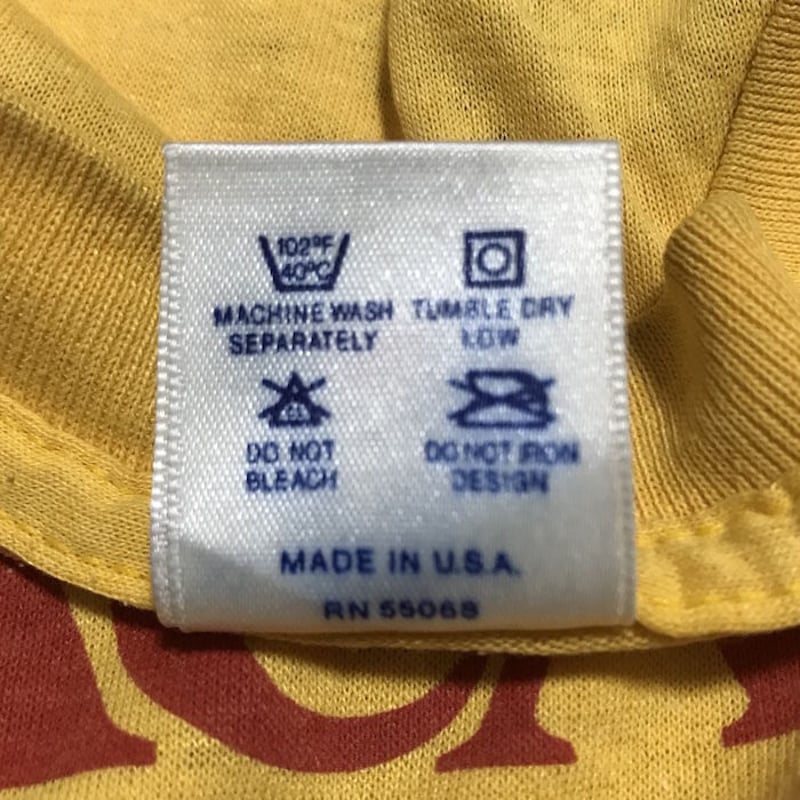 102°F
40°C
MACHINE WASH
SEPARATELY
TUMBLE DRY
LOW
DO NOT
BLEACH
DO NOT IRON
DESIGN
MADE IN U.S.A.
RN 55068